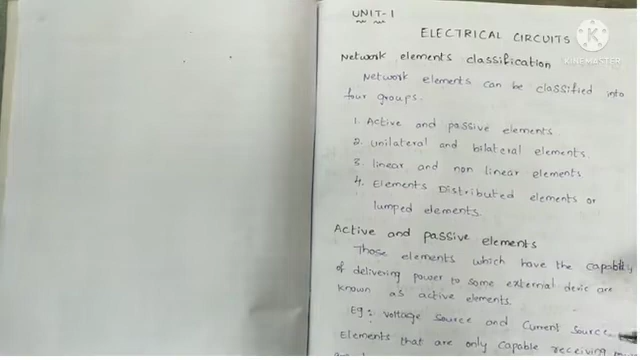 UNIT-1
ELECTRICAL CIRCUITS
KINEMASTER
Network elements classification
Network elements can be classified into
four groups.
1. Active and passive elements
2. unilateral and bilateral elements.
3. linear and non linear elements
4. Elements Distributed elements or
lumped elements.
Active and passive elements
Those elements which have the capability
of delivering power to some external devic are
known as active elements.
Eg: voltage source and current source.
Elements that are only capable receiving